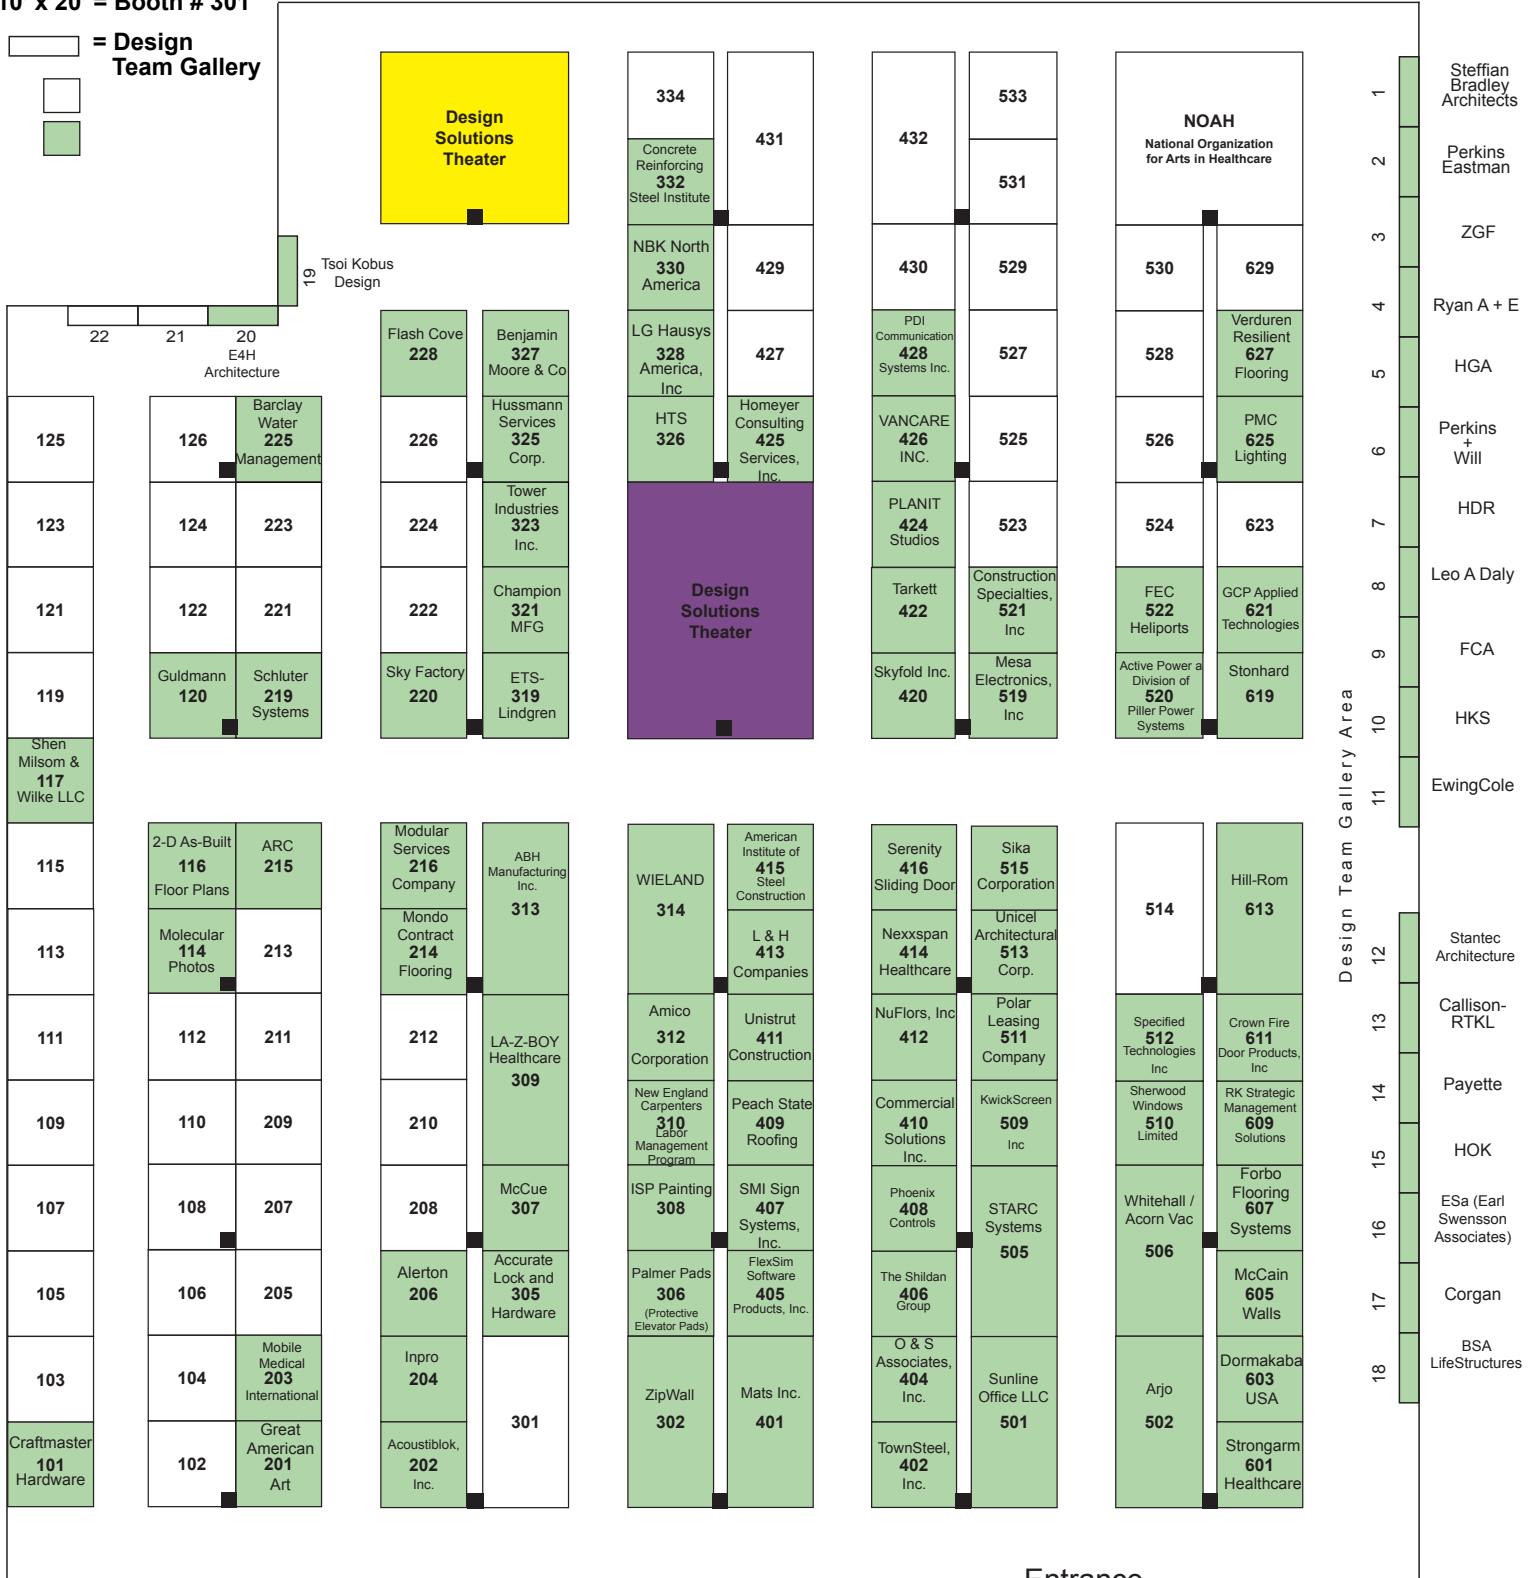 10' x 20' = Booth # 301
= Design
Team Gallery
Design
Solutions
Theater
334
Concrete
Reinforcing
332
Steel Institute
431
432
533
531
NOAH
National Organization
for Arts in Healthcare
1
Steffian
Bradley
Architects
2
Perkins
Eastman
3
ZGF
4
Ryan A + E
5
HGA
6
Perkins
+
Will
7
HDR
8
Leo A Daly
9
FCA
10
HKS
11
EwingCole
Design Team Gallery Area
12
Stantec
Architecture
13
Callison-
RTKL
14
Payette
15
HOK
16
ESa (Earl
Swensson
Associates)
17
Corgan
18
BSA
LifeStructures
19
Tsoi Kobus
Design
22
21
20
E4H
Architecture
NBK North
330
America
429
430
529
530
629
Flash Cove
228
Benjamin
327
Moore & Co
LG Hausys
328
America,
Inc
427
PDI
Communication
428
Systems Inc.
527
528
Verduren
Resilient
627
Flooring
125
126
Barclay
Water
225
Management
226
Hussmann
Services
325
Corp.
HTS
326
Homeyer
Consulting
425
Services,
Inc.
VANCARE
426
INC.
525
526
PMC
625
Lighting
123
124
223
224
Tower
Industries
323
Inc.
Design
Solutions
Theater
PLANIT
424
Studios
523
524
623
121
122
221
222
Champion
321
MFG
Tarkett
422
Construction
Specialties,
521
Inc
FEC
522
Heliports
GCP Applied
621
Technologies
119
Guldmann
120
Schluter
219
Systems
Sky Factory
220
ETS-
319
Lindgren
Skyfold Inc.
420
Mesa
Electronics,
519
Inc
Active Power a
Division of
520
Piller Power
Systems
Stonhard
619
Shen
Milsom &
117
Wilke LLC
115
2-D As-Built
116
Floor Plans
ARC
215
Modular
Services
216
Company
ABH
Manufacturing
Inc.
313
WIELAND
314
American
Institute of
415
Steel
Construction
Serenity
416
Sliding Door
Sika
515
Corporation
514
Hill-Rom
613
113
Molecular
114
Photos
213
Mondo
Contract
214
Flooring
L & H
413
Companies
Nexxspan
414
Healthcare
Unicel
Architectural
513
Corp.
111
112
211
212
LA-Z-BOY
Healthcare
309
Amico
312
Corporation
Unistrut
411
Construction
NuFlors, Inc
412
Polar
Leasing
511
Company
Specified
512
Technologies
Inc
Crown Fire
611
Door Products,
Inc
109
110
209
210
New England
Carpenters
310
Labor
Management
Program
Peach State
409
Roofing
Commercial
410
Solutions
Inc.
KwickScreen
509
Inc
Sherwood
Windows
510
Limited
RK Strategic
Management
609
Solutions
107
108
207
208
McCue
307
ISP Painting
308
SMI Sign
407
Systems,
Inc.
Phoenix
408
Controls
STARC
Systems
505
Whitehall /
Acorn Vac
506
Forbo
Flooring
607
Systems
105
106
205
Alerton
206
Accurate
Lock and
305
Hardware
Palmer Pads
306
(Protective
Elevator Pads)
FlexSim
Software
405
Products, Inc.
The Shildan
406
Group
McCain
605
Walls
103
104
Mobile
Medical
203
International
Inpro
204
301
ZipWall
302
Mats Inc.
401
O & S
Associates,
404
Inc.
Sunline
Office LLC
501
Arjo
502
Dormakaba
603
USA
Craftmaster
101
Hardware
102
Great
American
201
Art
Acoustiblok,
202
Inc.
TownSteel,
402
Inc.
Strongarm
601
Healthcare
Entrance